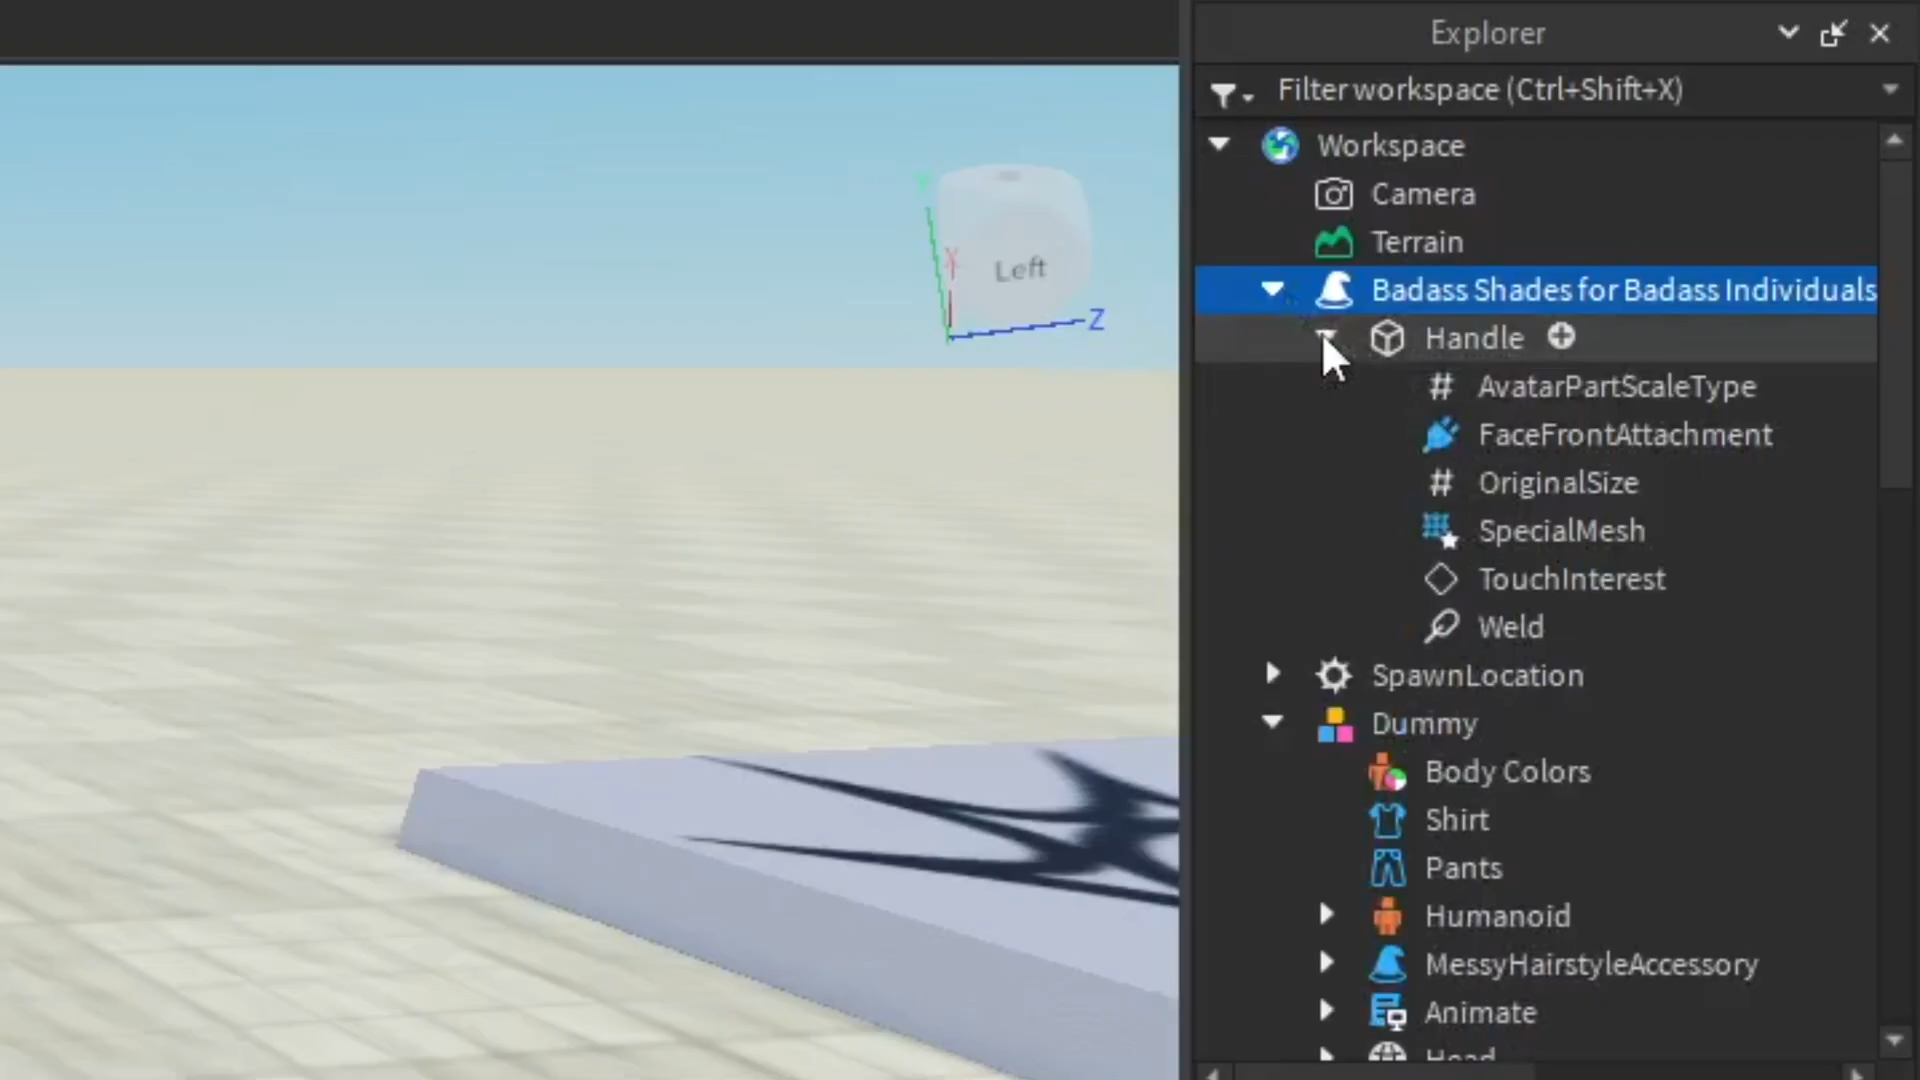 Explorer
Filter workspace (Ctrl+Shift+X)
Workspace
Camera
Terrain
Badass Shades for Badass Individuals
Handle
AvatarPartScaleType
FaceFrontAttachment
OriginalSize
SpecialMesh
TouchInterest
Weld
SpawnLocation
Dummy
Body Colors
Shirt
Pants
Humanoid
MessyHairstyleAccessory
Animate
Head
Y
X
Left
Z